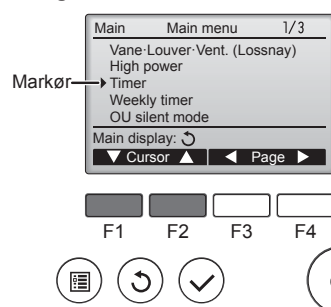 Main Main menu 1/3
Vane·Louver·Vent. (Lossnay)
High power
Markør Timer
Weekly timer
OU silent mode
Main display:
▼ Cursor ▲ ◀ Page ▶
F1 F2 F3 F4